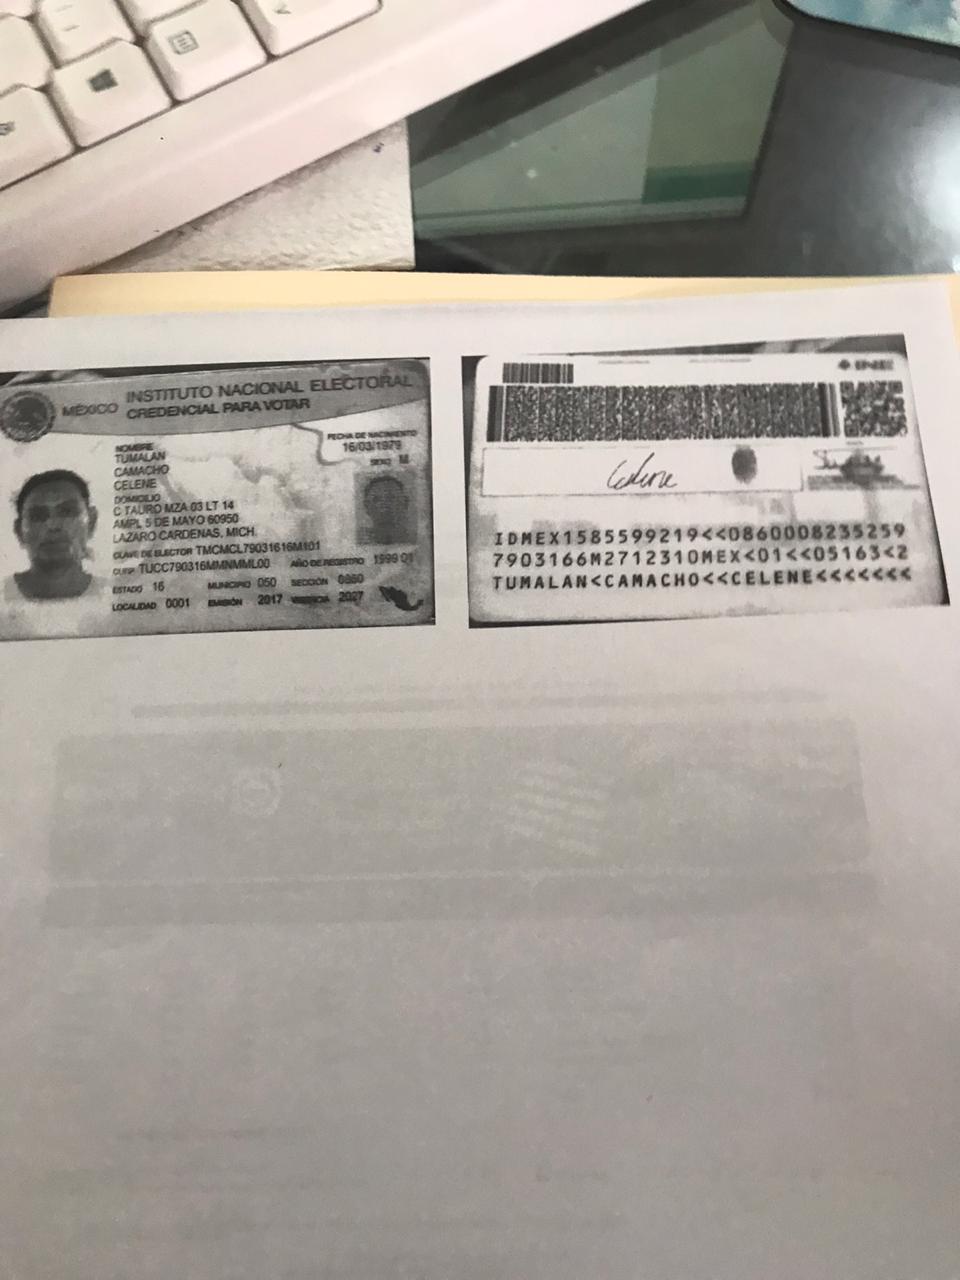 INSTITUTO NACIONAL ELECTORAL
MÉXICO CREDENCIAL PARA VOTAR
NOMBRE
TUMALAN
CAMACHO
CELENE
FECHA DE NACIMIENTO
16/03/1979
SEXO M
DOMICILIO
C TAURO MZA 03 LT 14
AMPL 5 DE MAYO 60950
LAZARO CARDENAS, MICH.
CLAVE DE ELECTOR TMCMCL79031616M101
CURP TUCC790316MMNMML00 AÑO DE REGISTRO 1999 01
ESTADO 16 MUNICIPIO 050 SECCIÓN 0860
LOCALIDAD 0001 EMISIÓN 2017 VIGENCIA 2027
INE
Celene
IDMEX1585599219<<0860008235259
7903166M2712310MEX<01<<05163<2
TUMALAN<CAMACHO<<CELENE<<<<<<<